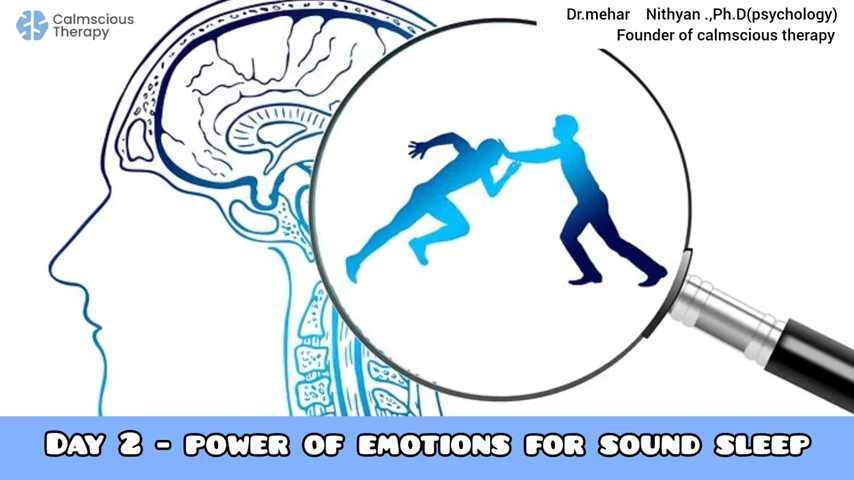 Calmscious
Therapy
Dr.mehar Nithyan .,Ph.D(psychology)
Founder of calmscious therapy
Day 2 - power of emotions for sound sleep